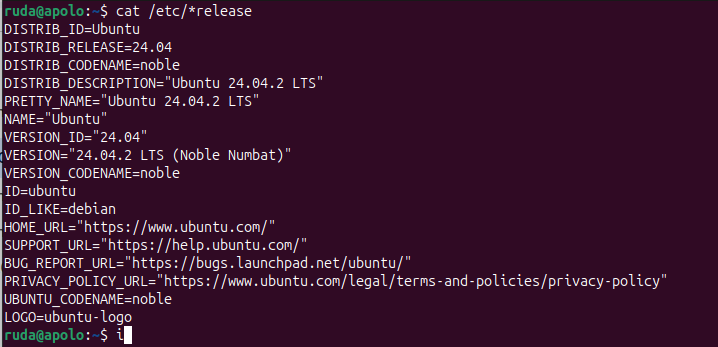 ruda@apolo:~$ cat /etc/*release
DISTRIB_ID=Ubuntu
DISTRIB_RELEASE=24.04
DISTRIB_CODENAME=noble
DISTRIB_DESCRIPTION="Ubuntu 24.04.2 LTS"
PRETTY_NAME="Ubuntu 24.04.2 LTS"
NAME="Ubuntu"
VERSION_ID="24.04"
VERSION="24.04.2 LTS (Noble Numbat)"
VERSION_CODENAME=noble
ID=ubuntu
ID_LIKE=debian
HOME_URL="https://www.ubuntu.com/"
SUPPORT_URL="https://help.ubuntu.com/"
BUG_REPORT_URL="https://bugs.launchpad.net/ubuntu/"
PRIVACY_POLICY_URL="https://www.ubuntu.com/legal/terms-and-policies/privacy-policy"
UBUNTU_CODENAME=noble
LOGO=ubuntu-logo
ruda@apolo:~$ i